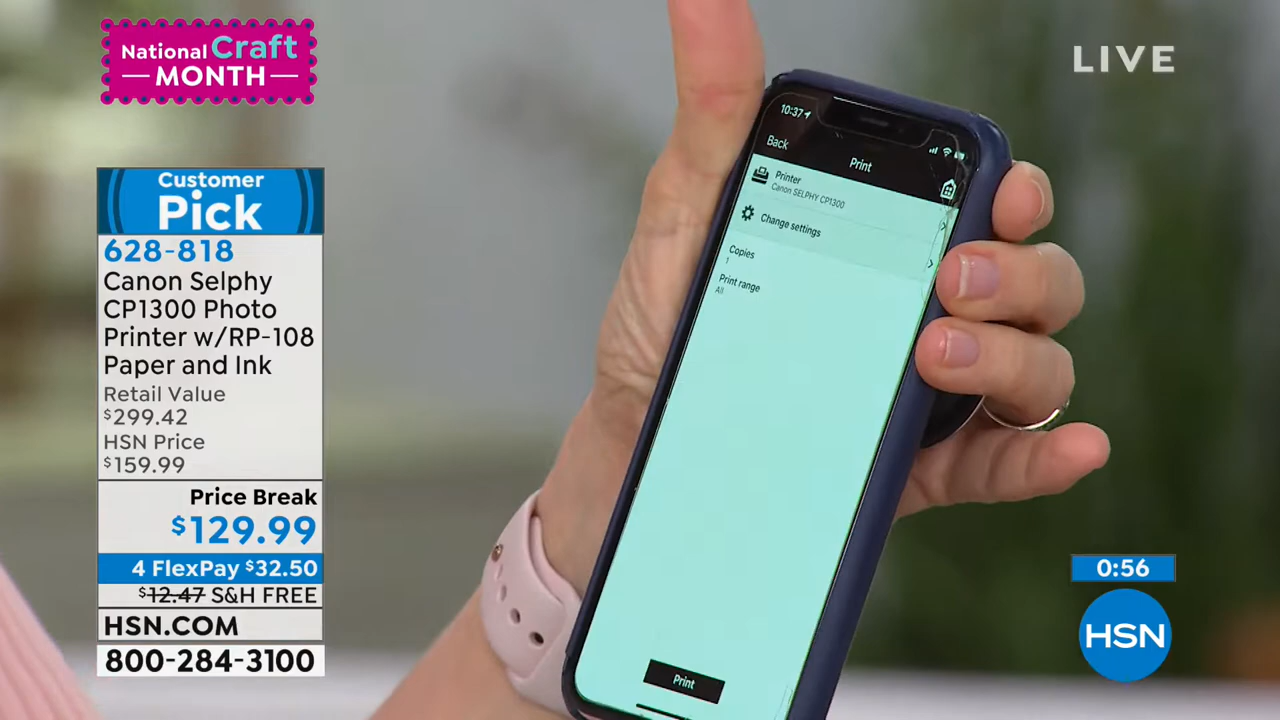 National Craft
MONTH
LIVE
Customer
Pick
628-818
Canon Selphy
CP1300 Photo
Printer w/RP-108
Paper and Ink
Retail Value
$299.42
HSN Price
$159.99
Price Break
$129.99
4 FlexPay $32.50
$12.47 S&H FREE
HSN.COM
800-284-3100
10:37
Back
Print
Printer
Canon SELPHY CP1300
Change settings
Copies
1
Print range
All
Print
0:56
HSN